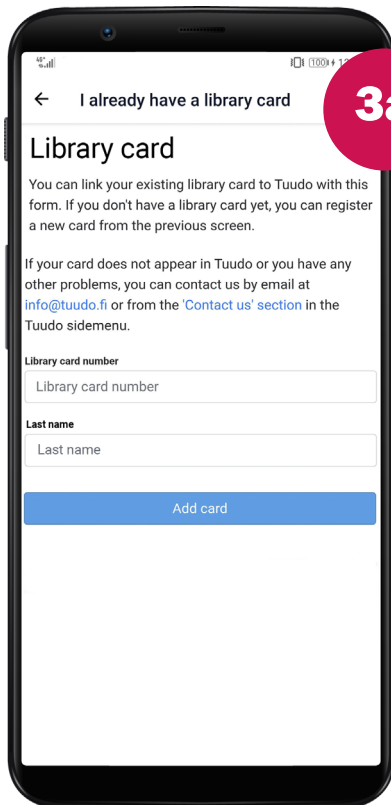 46+
100
I already have a library card
3a
Library card
You can link your existing library card to Tuudo with this
form. If you don't have a library card yet, you can register
a new card from the previous screen.
If your card does not appear in Tuudo or you have any
other problems, you can contact us by email at
info@tuudo.fi or from the 'Contact us' section in the
Tuudo sidemenu.
Library card number
Library card number
Last name
Last name
Add card